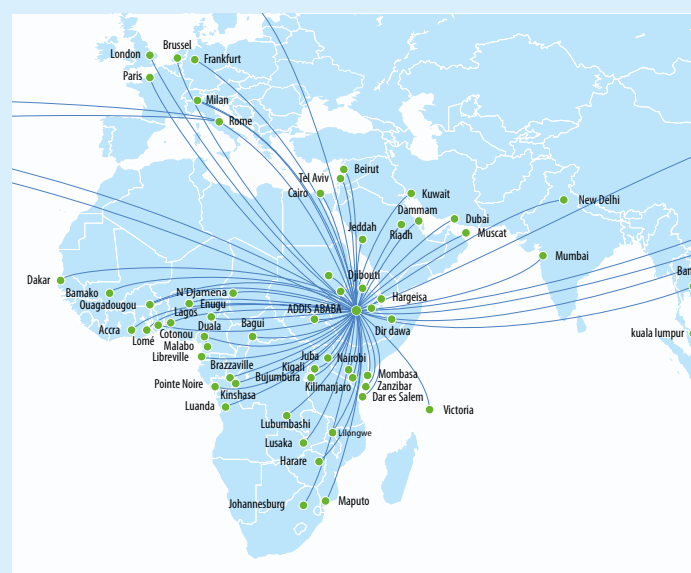 Brussel
London
Frankfurt
Paris
Milan
Rome
Beirut
Tel Aviv
Cairo
Kuwait
New Delhi
Dammam
Dubai
Jeddah
Riadh
Muscat
Mumbai
Djibouti
Dakar
Bamako
N'Djamena
Ban
Ouagadougou
Enugu
Hargeisa
Lagos
ADDIS ABABA
Accra
Cotonou
Duala
Bagui
Dir dawa
kuala lumpur
Lomé
Malabo
Libreville
Juba
Nairobi
Brazzaville
Kigali
Mombasa
Pointe Noire
Bujumbura
Kilimanjaro
Zanzibar
Kinshasa
Dar es Salem
Luanda
Victoria
Lubumbashi
Lilongwe
Lusaka
Harare
Johannesburg
Maputo